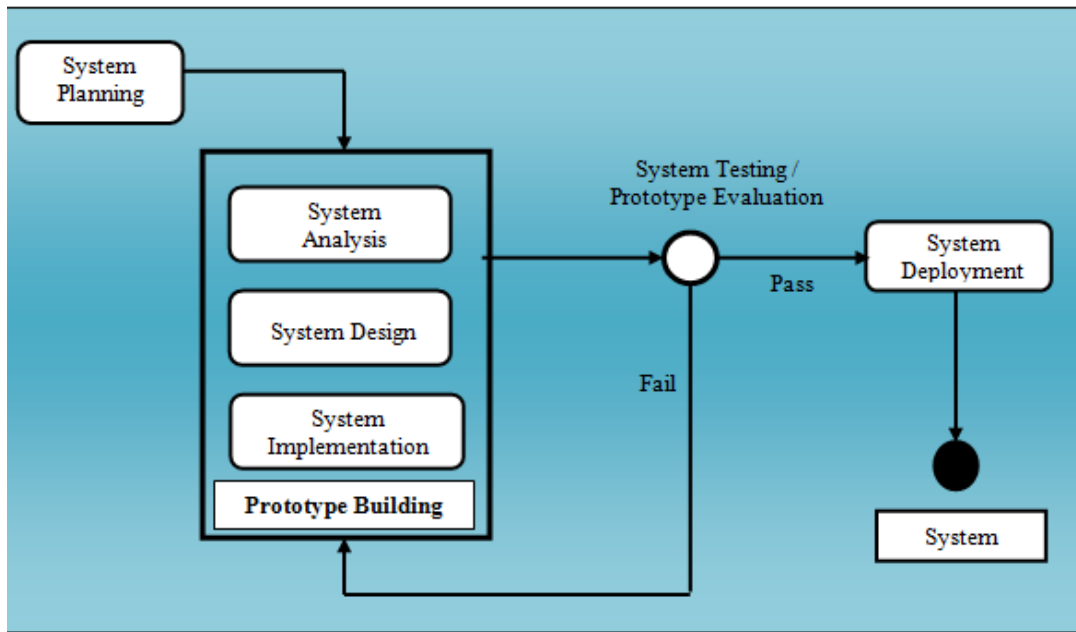 System
Planning
System
Analysis
System Design
System
Implementation
Prototype Building
System Testing /
Prototype Evaluation
Pass
Fail
System
Deployment
System